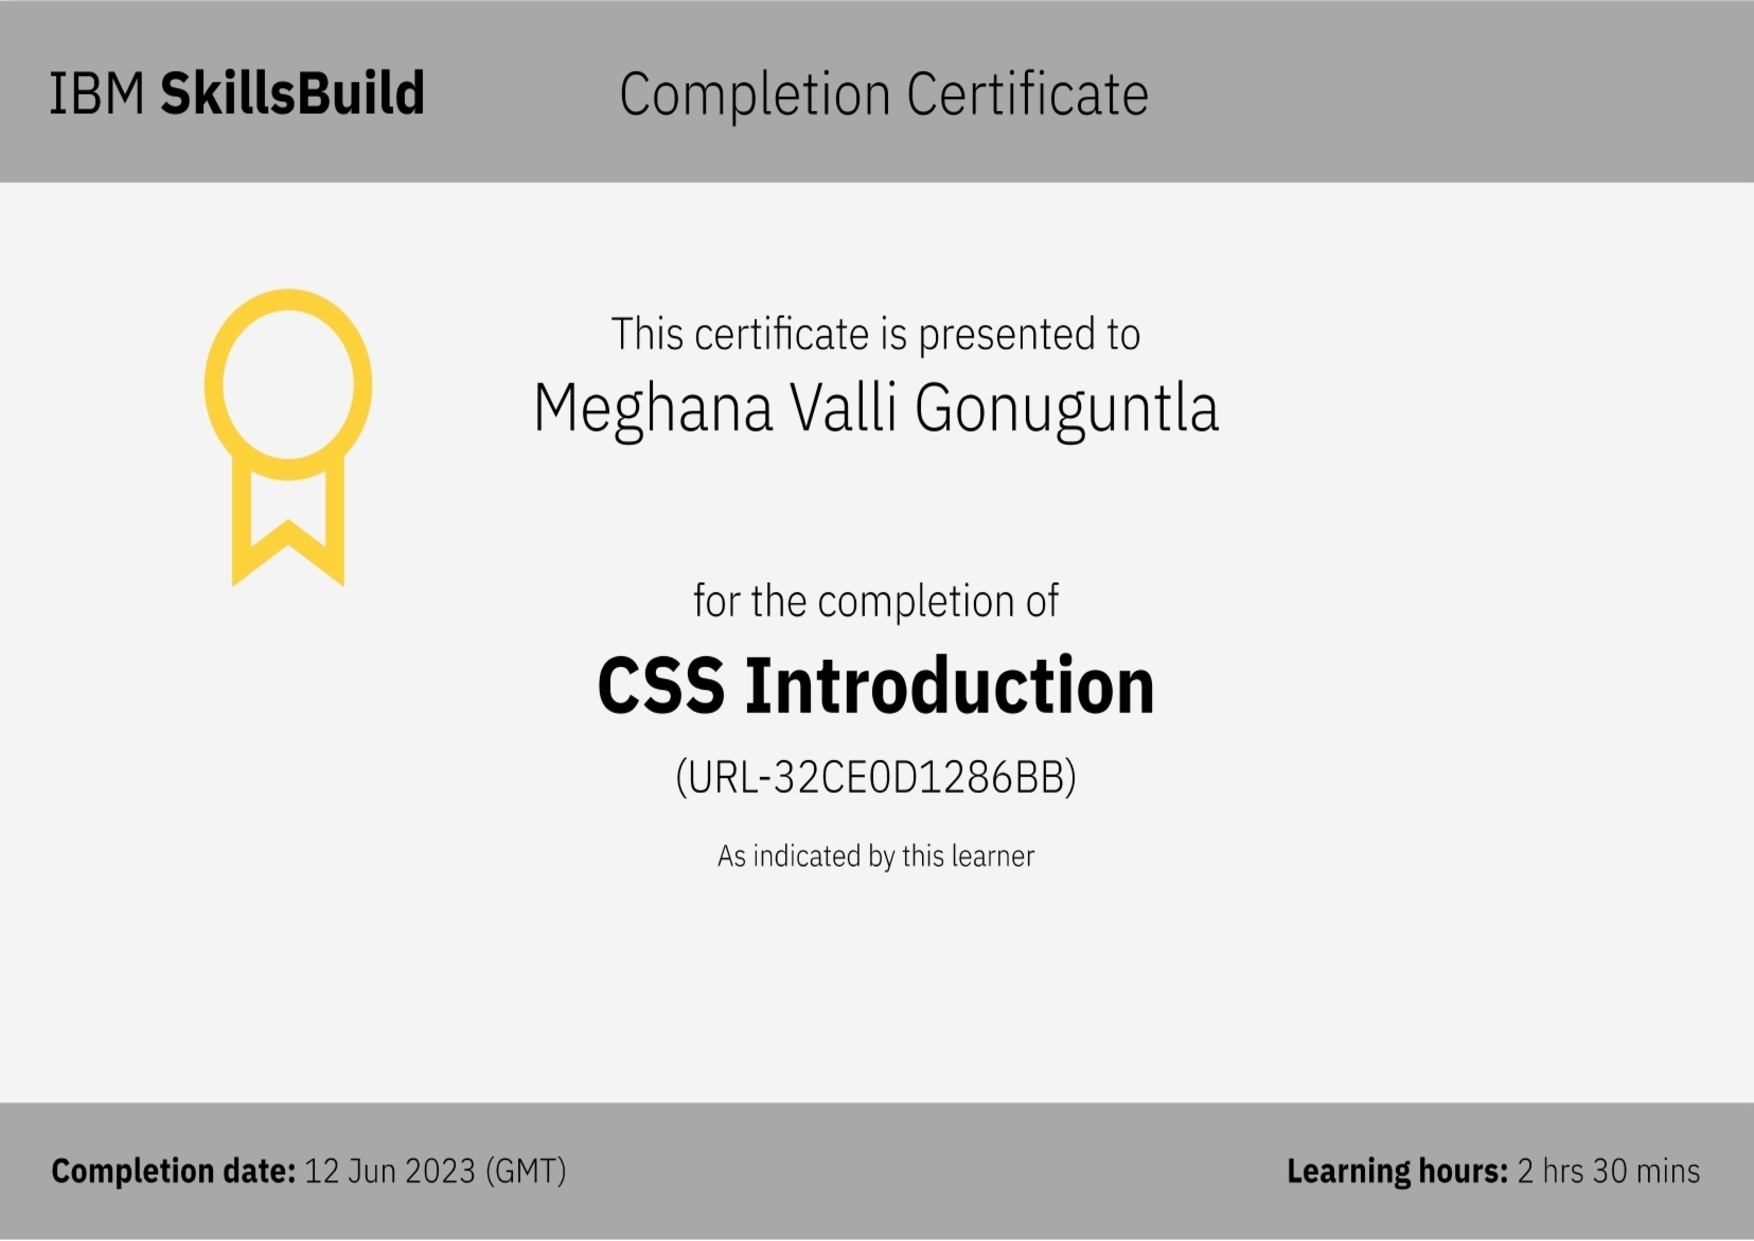 IBM SkillsBuild
Completion Certificate
This certificate is presented to
Meghana Valli Gonuguntla
for the completion of
CSS Introduction
(URL-32CE0D1286BB)
As indicated by this learner
Completion date: 12 Jun 2023 (GMT)
Learning hours: 2 hrs 30 mins